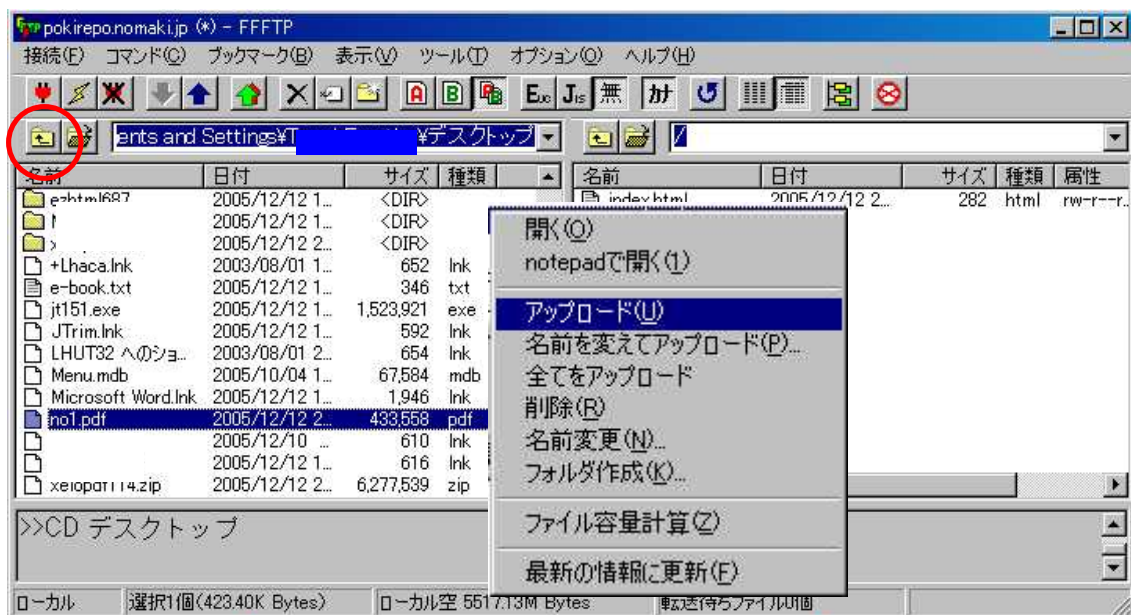 pokirepo.nomaki.jp (*) - FFFTP
接続(F) コマンド(C) ブックマーク(B) 表示(V) ツール(T) オプション(O) ヘルプ(H)
A B Euc Jis 無 カナ
ents and Settings¥T ¥デスクトップ /
名前 日付 サイズ 種類 名前 日付 サイズ 種類 属性
ezhtml687 2005/12/12 1... <DIR> index.html 2005/12/12 2... 282 html rw-r--r..
2005/12/12 1... <DIR>
2005/12/12 2... <DIR>
+Lhaca.lnk 2003/08/01 1... 652 lnk
e-book.txt 2005/12/12 1... 346 txt
jt151.exe 2005/12/12 1... 1,523,921 exe
JTrim.lnk 2005/12/12 1... 592 lnk
LHUT32 へのショ... 2003/08/01 2... 654 lnk
Menu.mdb 2005/10/04 1... 67,584 mdb
Microsoft Word.lnk 2005/12/12 1... 1,946 lnk
no1.pdf 2005/12/12 2... 433,558 pdf
2005/12/10 ... 610 lnk
2005/12/12 1... 616 lnk
2005/12/12 2... 6,277,539 zip
開く(O)
notepadで開く(1)
アップロード(U)
名前を変えてアップロード(P)...
全てをアップロード
削除(R)
名前変更(N)...
フォルダ作成(K)...
ファイル容量計算(Z)
最新の情報に更新(F)
>>CD デスクトップ
ローカル 選択1個(423.40K Bytes) ローカル空 5517.13M Bytes 転送待ちファイル0個